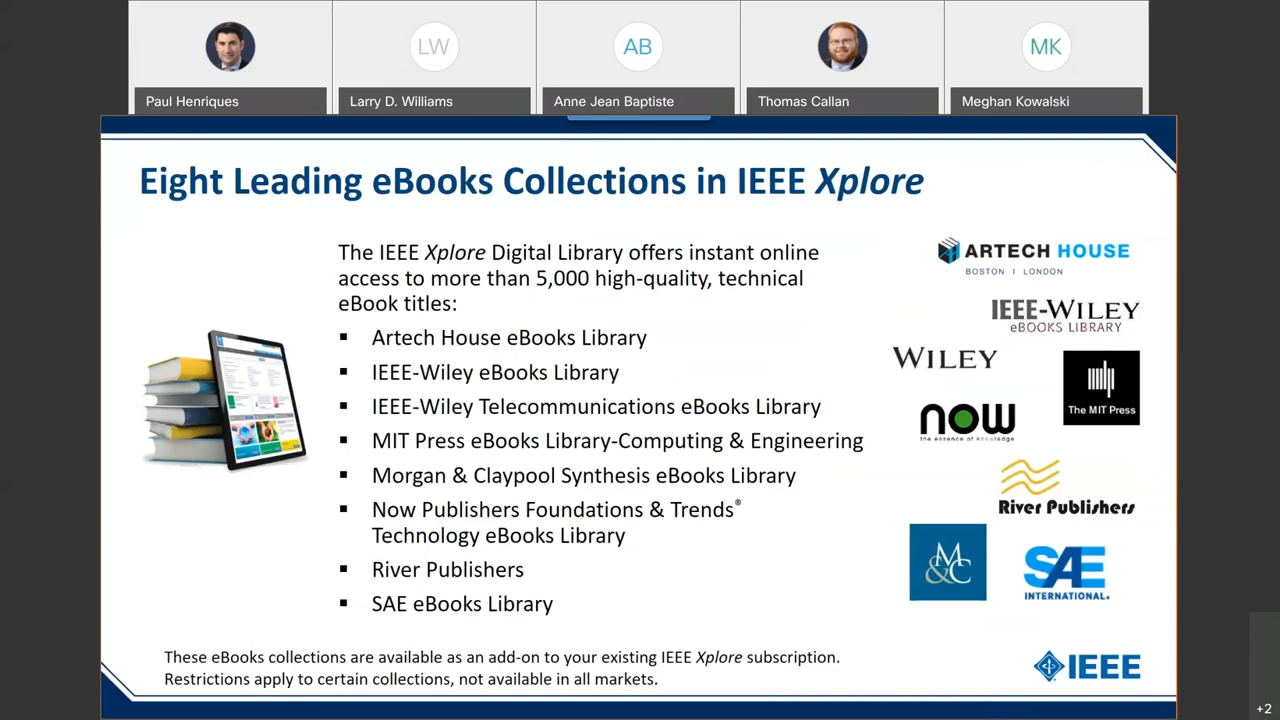 LW
AB
MK
Paul Henriques
Larry D. Williams
Anne Jean Baptiste
Thomas Callan
Meghan Kowalski
Eight Leading eBooks Collections in IEEE Xplore
The IEEE Xplore Digital Library offers instant online
access to more than 5,000 high-quality, technical
eBook titles:
▪ Artech House eBooks Library
▪ IEEE-Wiley eBooks Library
▪ IEEE-Wiley Telecommunications eBooks Library
▪ MIT Press eBooks Library-Computing & Engineering
▪ Morgan & Claypool Synthesis eBooks Library
▪ Now Publishers Foundations & Trends®
Technology eBooks Library
▪ River Publishers
▪ SAE eBooks Library
ARTECH HOUSE
BOSTON | LONDON
IEEE-WILEY
eBOOKS LIBRARY
WILEY
The MIT Press
now
the essence of knowledge
River Publishers
M&C
SAE
INTERNATIONAL®
These eBooks collections are available as an add-on to your existing IEEE Xplore subscription.
Restrictions apply to certain collections, not available in all markets.
IEEE
+2